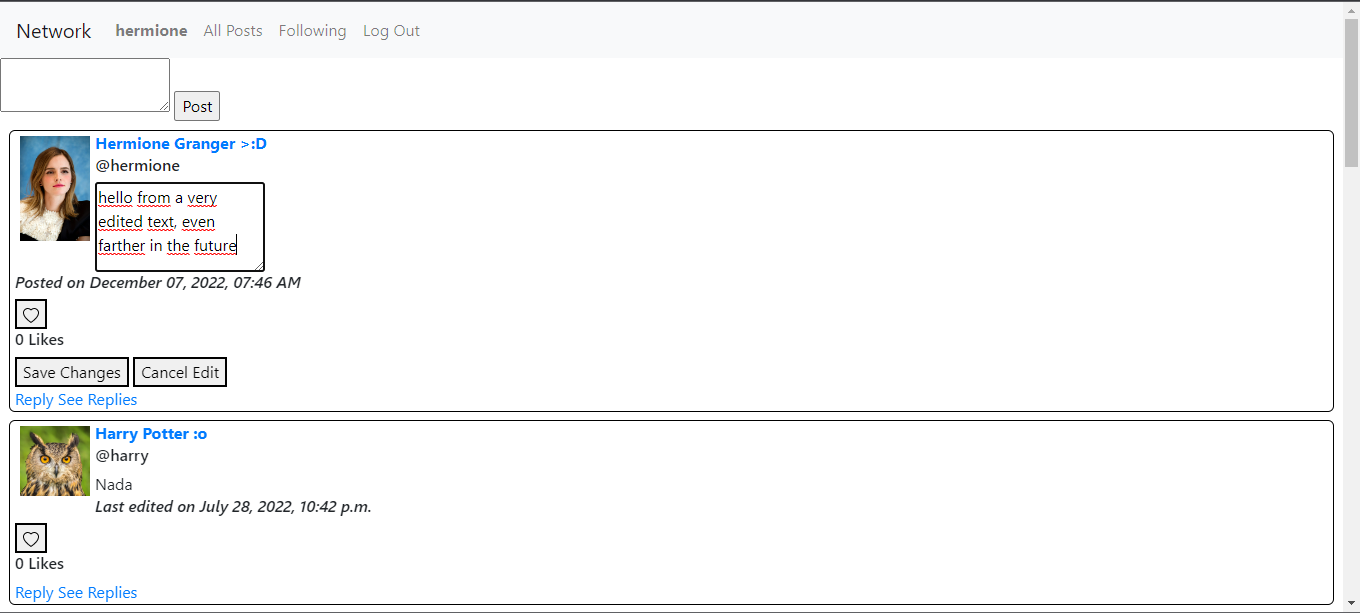 Network hermione All Posts Following Log Out
Post
Hermione Granger >:D
@hermione
hello from a very
edited text, even
farther in the future
Posted on December 07, 2022, 07:46 AM
0 Likes
Save Changes Cancel Edit
Reply See Replies
Harry Potter :o
@harry
Nada
Last edited on July 28, 2022, 10:42 p.m.
0 Likes
Reply See Replies